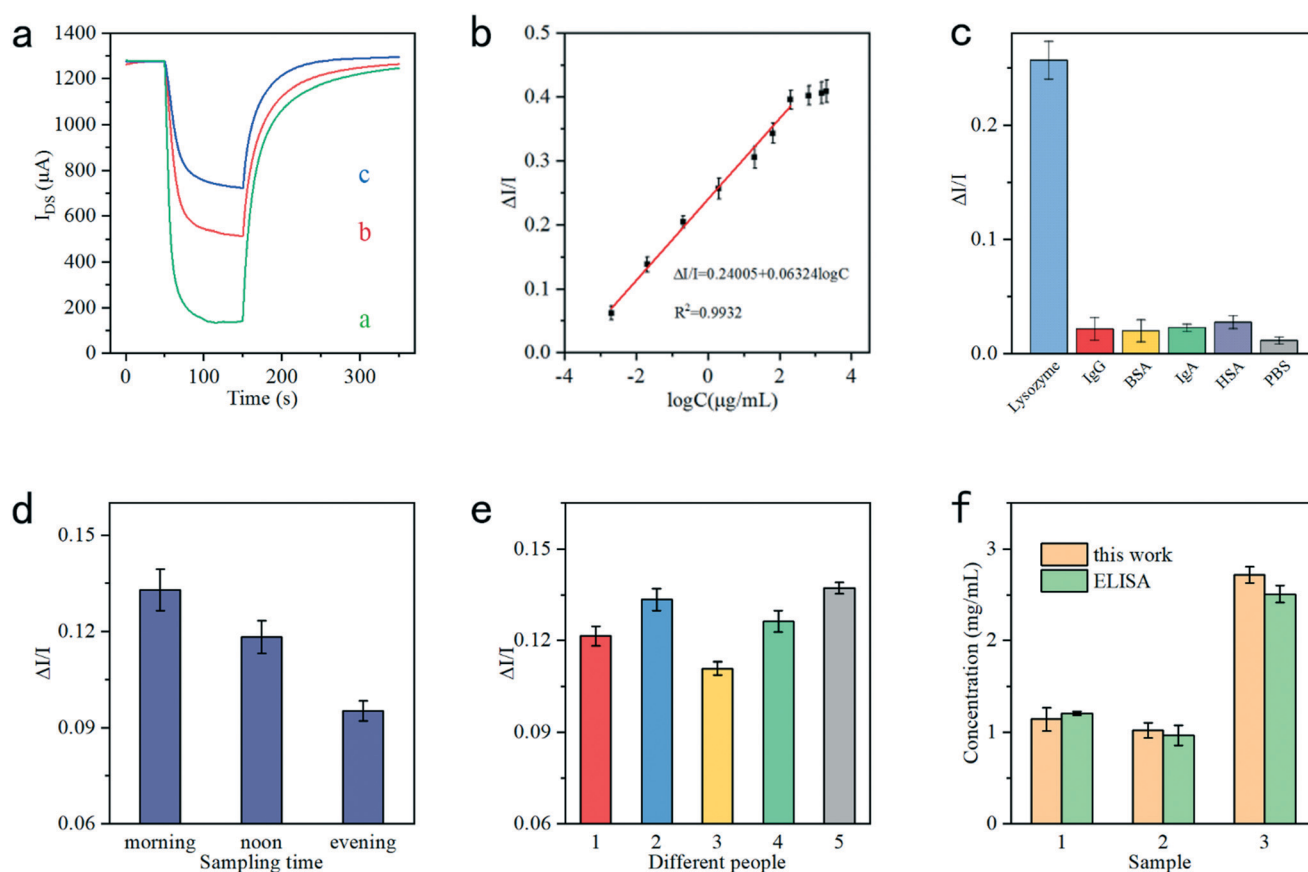 a
1400
1200
1000
800
600
400
200
0
I_DS (μA)
c
b
a
0
100
200
300
Time (s)
b
0.5
0.4
0.3
0.2
0.1
0.0
ΔI/I
ΔI/I=0.24005+0.06324logC
R²=0.9932
-4
-2
0
2
4
logC(μg/mL)
c
0.2
0.1
0.0
ΔI/I
Lysozyme
IgG
BSA
IgA
HSA
PBS
d
0.15
0.12
0.09
0.06
ΔI/I
morning
noon
evening
Sampling time
e
0.15
0.12
0.09
0.06
ΔI/I
1
2
3
4
5
Different people
f
3
2
1
0
Concentration (mg/mL)
this work
ELISA
1
2
3
Sample